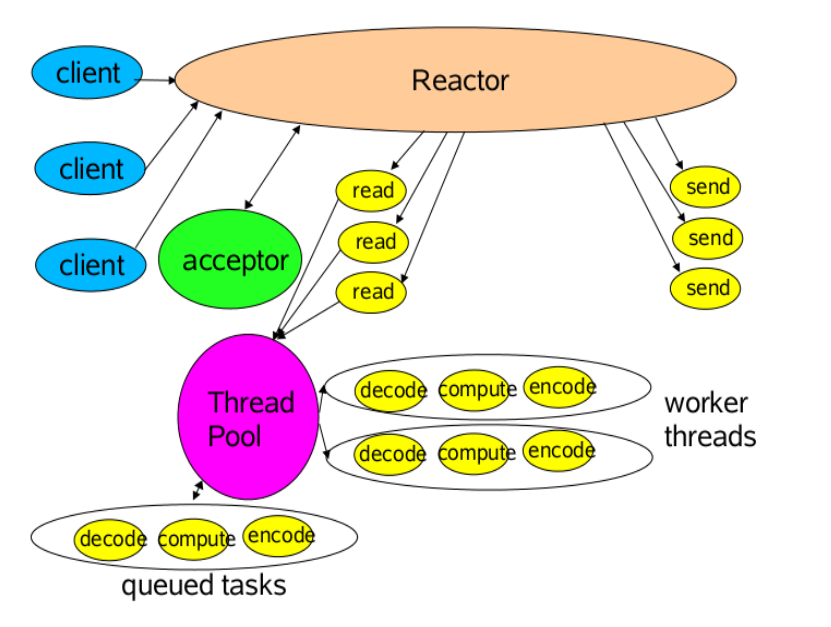 client
Reactor
client
client
acceptor
read
read
read
send
send
send
Thread
Pool
decode compute encode
decode compute encode
worker
threads
decode compute encode
queued tasks